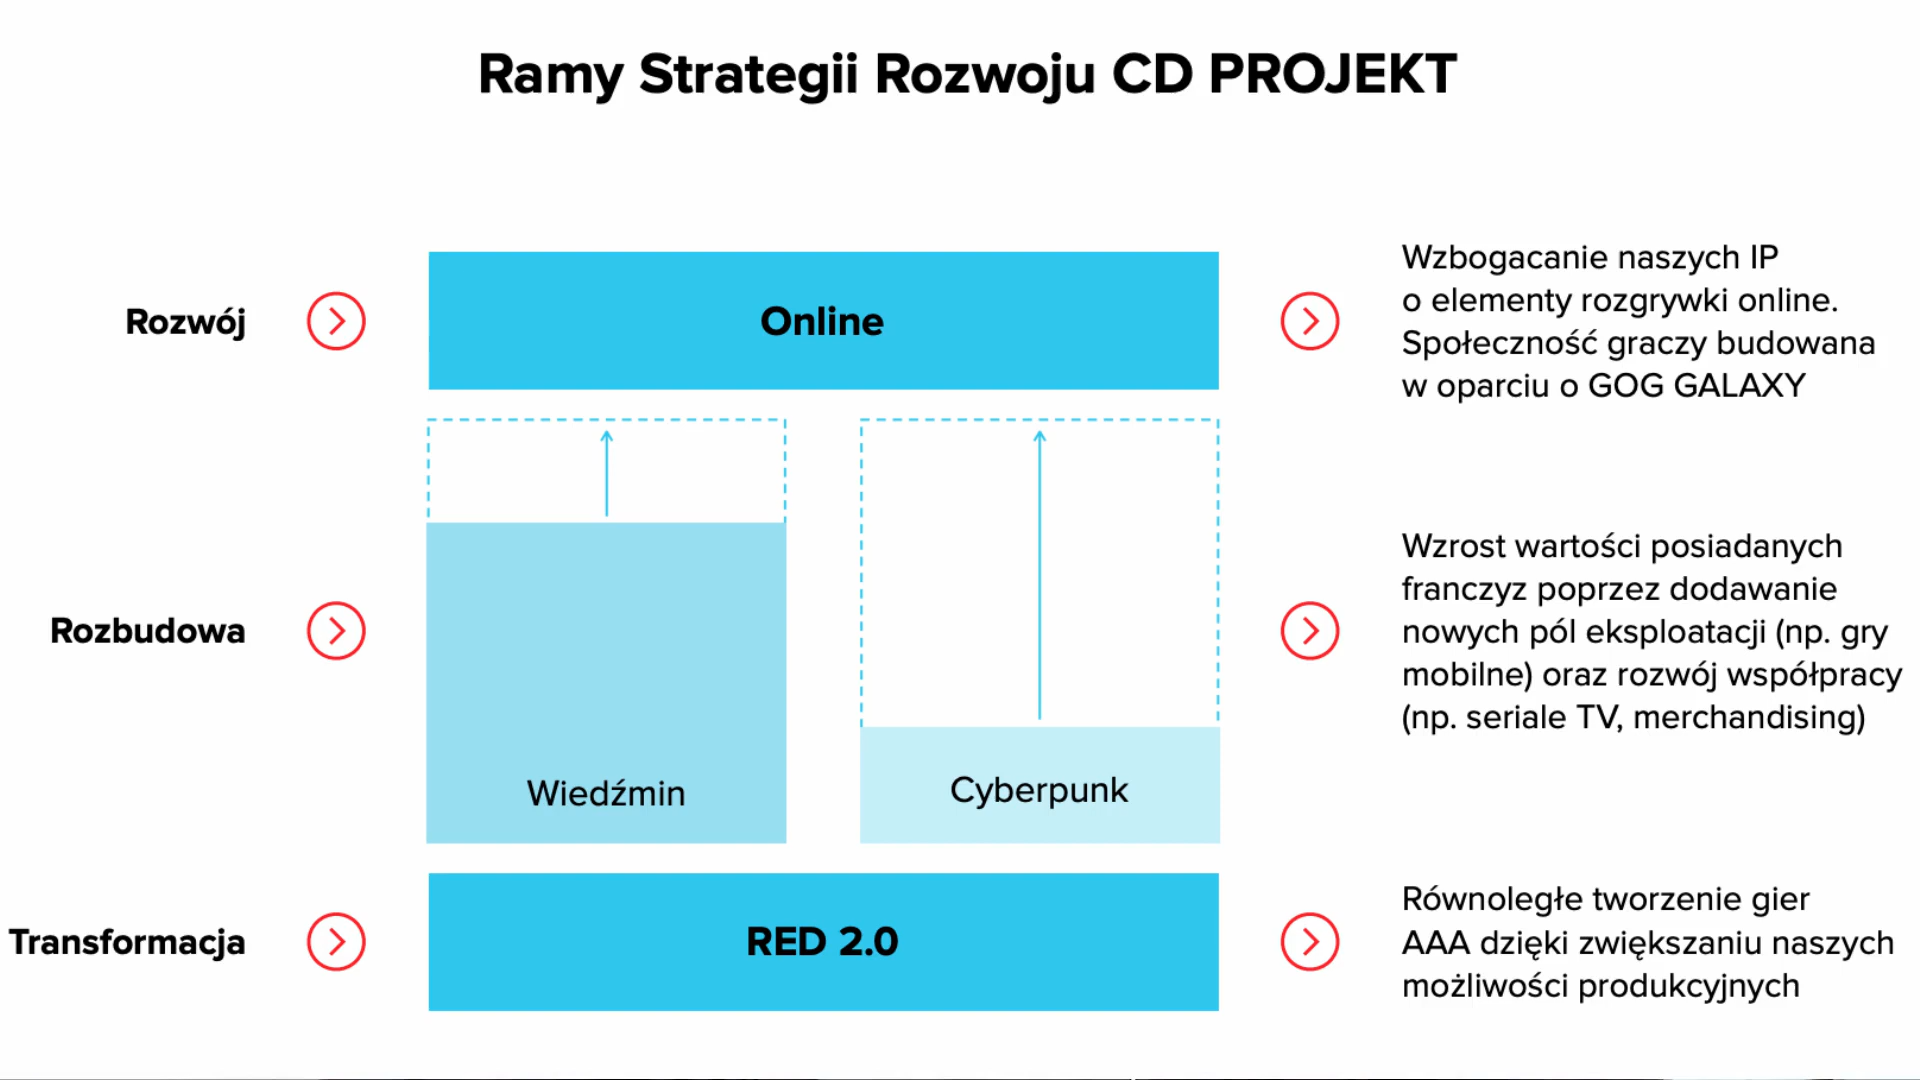 Ramy Strategii Rozwoju CD PROJEKT
Rozwój
Online
Wzbogacanie naszych IP
o elementy rozgrywki online.
Społeczność graczy budowana
w oparciu o GOG GALAXY
Rozbudowa
Wiedźmin
Cyberpunk
Wzrost wartości posiadanych
franczyz poprzez dodawanie
nowych pól eksploatacji (np. gry
mobilne) oraz rozwój współpracy
(np. seriale TV, merchandising)
Transformacja
RED 2.0
Równoległe tworzenie gier
AAA dzięki zwiększaniu naszych
możliwości produkcyjnych